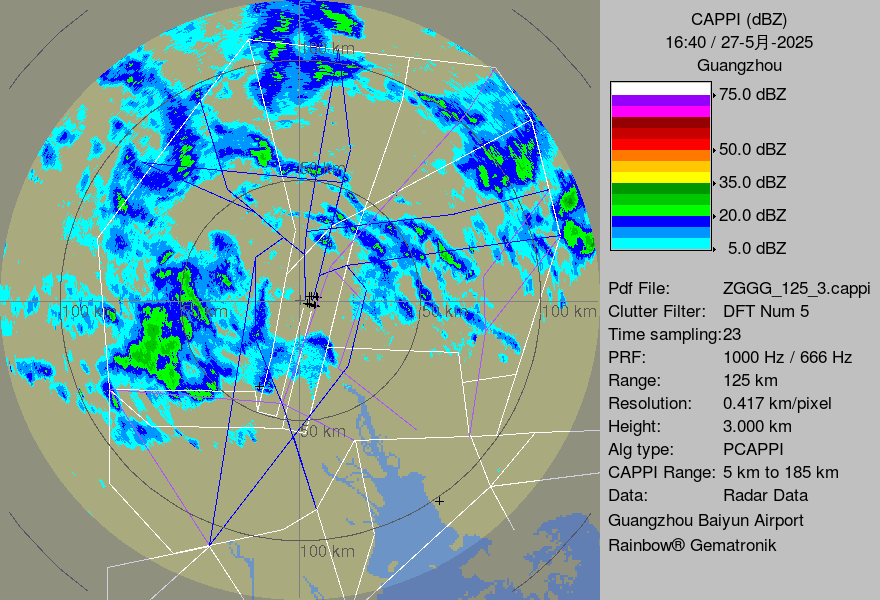 CAPPI (dBZ)
16:40 / 27-5月-2025
Guangzhou
75.0 dBZ
50.0 dBZ
35.0 dBZ
20.0 dBZ
5.0 dBZ
Pdf File: ZGGG_125_3.cappi
Clutter Filter: DFT Num 5
Time sampling:23
PRF: 1000 Hz / 666 Hz
Range: 125 km
Resolution: 0.417 km/pixel
Height: 3.000 km
Alg type: PCAPPI
CAPPI Range: 5 km to 185 km
Data: Radar Data
Guangzhou Baiyun Airport
Rainbow® Gematronik
100 km
50 km
100 km
50 km
100 km
50 km
100 km